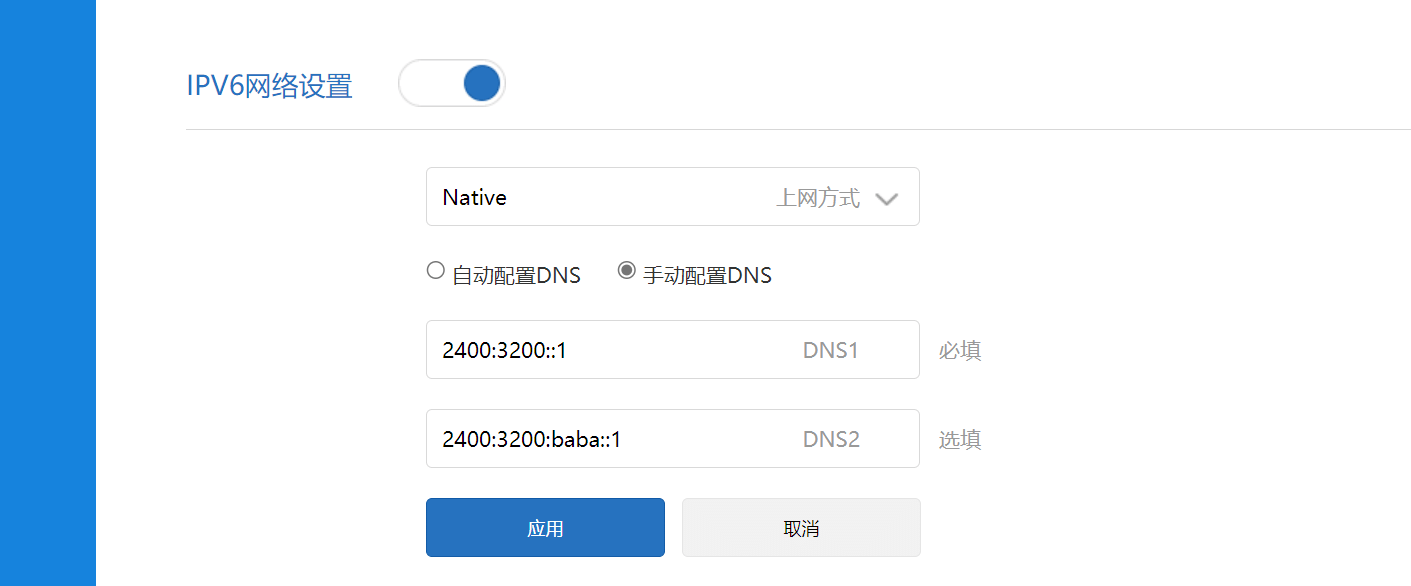 IPV6网络设置
Native 上网方式
自动配置DNS 手动配置DNS
2400:3200::1 DNS1 必填
2400:3200:baba::1 DNS2 选填
应用 取消